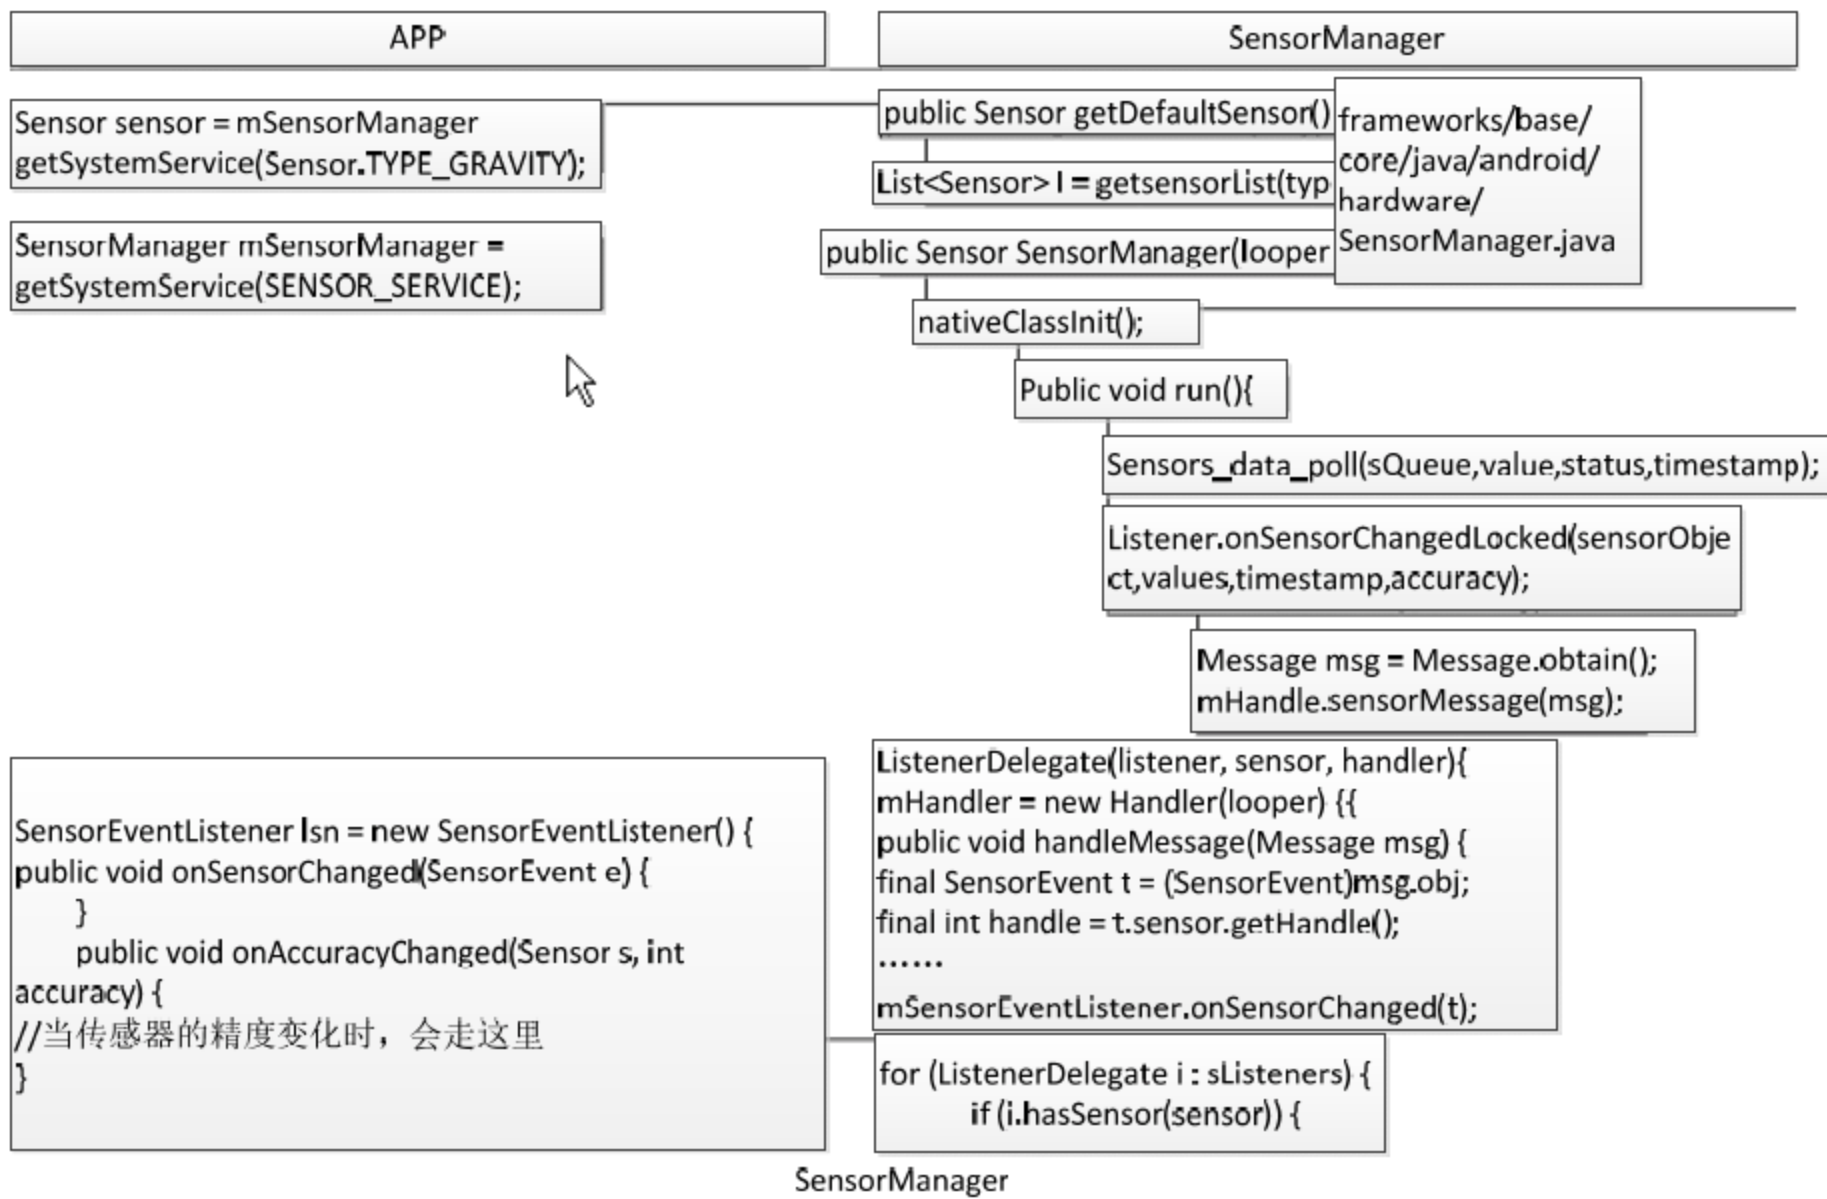 APP
SensorManager
Sensor sensor = mSensorManager
getSystemService(Sensor.TYPE_GRAVITY);
SensorManager mSensorManager =
getSystemService(SENSOR_SERVICE);
public Sensor getDefaultSensor()
List<Sensor> l = getsensorList(typ
public Sensor SensorManager(looper
frameworks/base/
core/java/android/
hardware/
SensorManager.java
nativeClassInit();
Public void run(){
Sensors_data_poll(sQueue,value,status,timestamp);
Listener.onSensorChangedLocked(sensorObje
ct,values,timestamp,accuracy);
Message msg = Message.obtain();
mHandle.sensorMessage(msg);
SensorEventListener lsn = new SensorEventListener() {
public void onSensorChanged(SensorEvent e) {
}
public void onAccuracyChanged(Sensor s, int
accuracy) {
//当传感器的精度变化时，会走这里
}
ListenerDelegate(listener, sensor, handler){
mHandler = new Handler(looper) {{
public void handleMessage(Message msg) {
final SensorEvent t = (SensorEvent)msg.obj;
final int handle = t.sensor.getHandle();
......
mSensorEventListener.onSensorChanged(t);
for (ListenerDelegate i : sListeners) {
if (i.hasSensor(sensor)) {
SensorManager